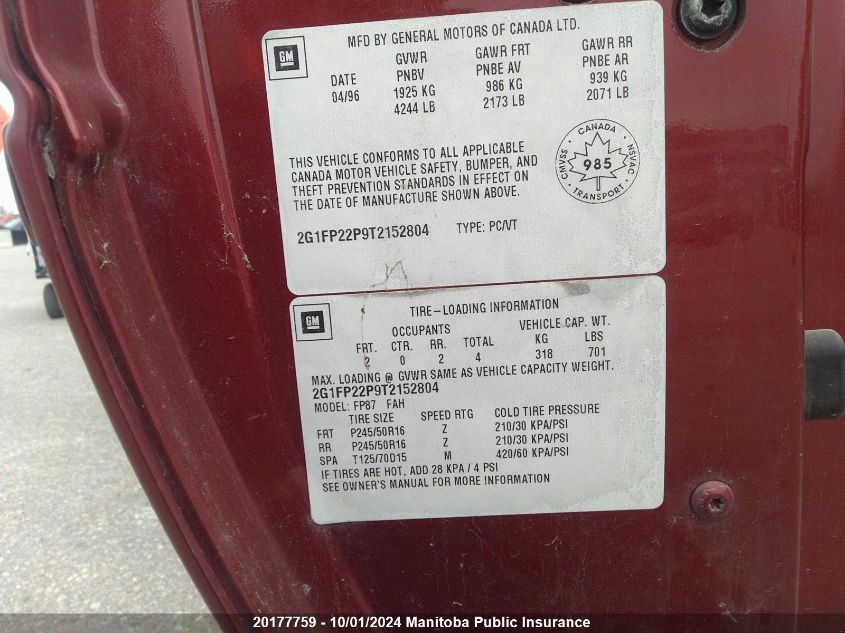 MFD BY GENERAL MOTORS OF CANADA LTD.
GM
GVWR GAWR FRT GAWR RR
DATE PNBV PNBE AV PNBE AR
04/96 1925 KG 986 KG 939 KG
4244 LB 2173 LB 2071 LB
THIS VEHICLE CONFORMS TO ALL APPLICABLE
CANADA MOTOR VEHICLE SAFETY, BUMPER, AND
THEFT PREVENTION STANDARDS IN EFFECT ON
THE DATE OF MANUFACTURE SHOWN ABOVE.
CANADA
CMVSS 985 NSVAC
TRANSPORT
2G1FP22P9T2152804 TYPE: PC/VT
GM
TIRE-LOADING INFORMATION
OCCUPANTS VEHICLE CAP. WT.
FRT. CTR. RR. TOTAL KG LBS
2 0 2 4 318 701
MAX. LOADING @ GVWR SAME AS VEHICLE CAPACITY WEIGHT.
2G1FP22P9T2152804
MODEL: FP87 FAH
TIRE SIZE SPEED RTG COLD TIRE PRESSURE
FRT P245/50R16 Z 210/30 KPA/PSI
RR P245/50R16 Z 210/30 KPA/PSI
SPA T125/70D15 M 420/60 KPA/PSI
IF TIRES ARE HOT, ADD 28 KPA / 4 PSI
SEE OWNER'S MANUAL FOR MORE INFORMATION
20177759 - 10/01/2024 Manitoba Public Insurance